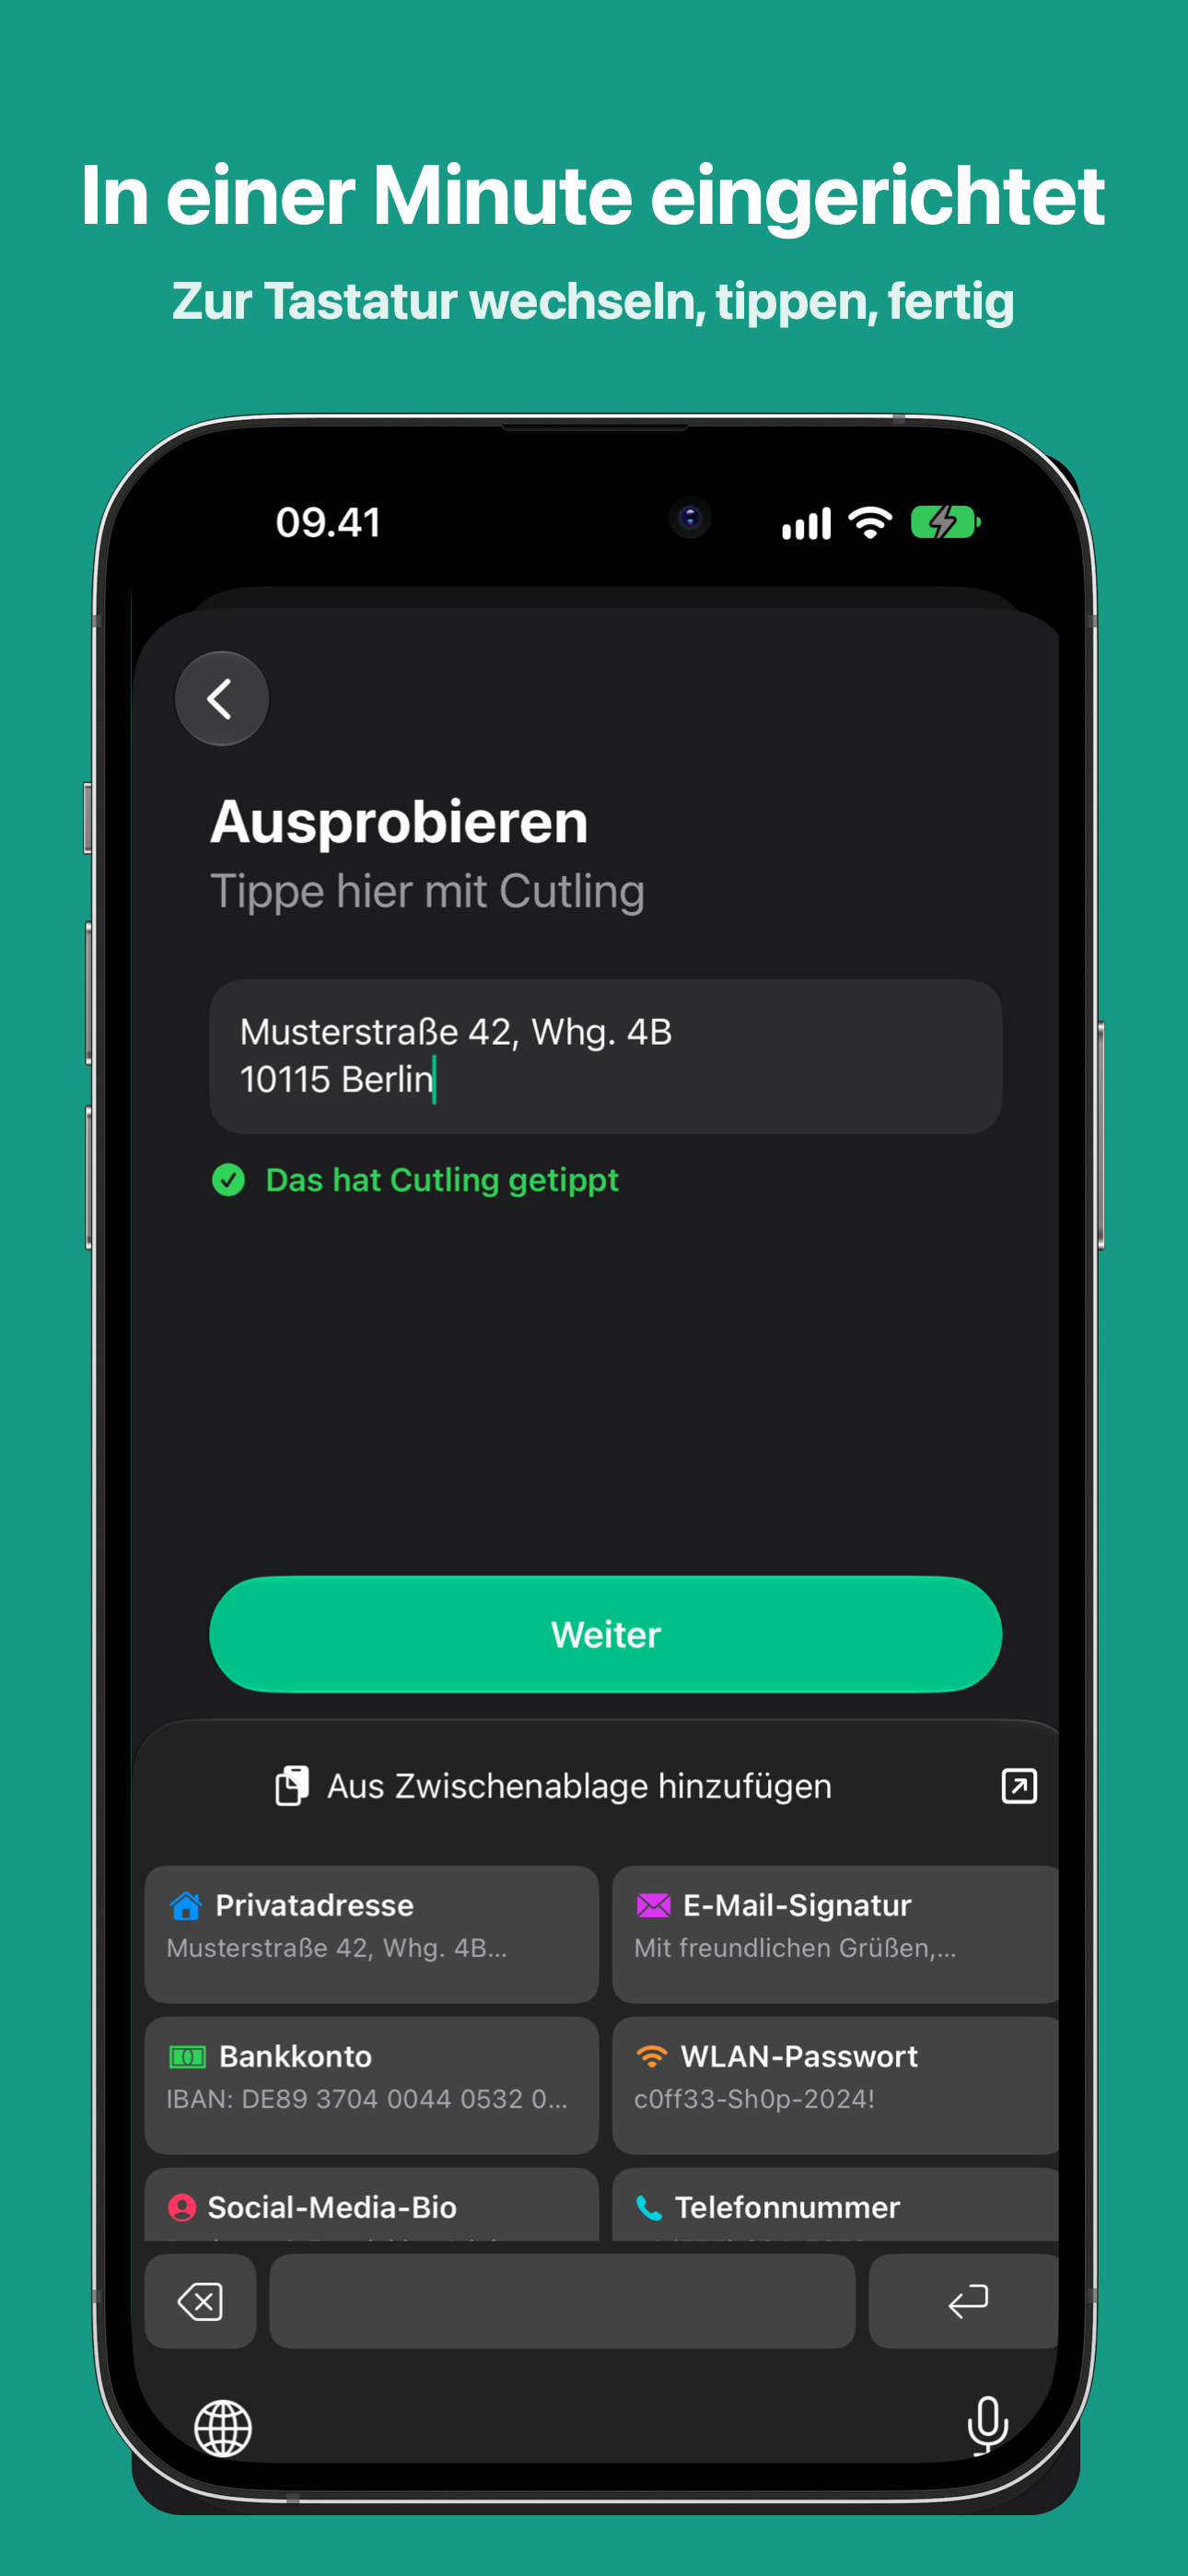 In einer Minute eingerichtet
Zur Tastatur wechseln, tippen, fertig
09.41
Ausprobieren
Tippe hier mit Cutling
Musterstraße 42, Whg. 4B
10115 Berlin
Das hat Cutling getippt
Weiter
Aus Zwischenablage hinzufügen
Privatadresse
Musterstraße 42, Whg. 4B...
E-Mail-Signatur
Mit freundlichen Grüßen,...
Bankkonto
IBAN: DE89 3704 0044 0532 0...
WLAN-Passwort
c0ff33-Sh0p-2024!
Social-Media-Bio
Telefonnummer